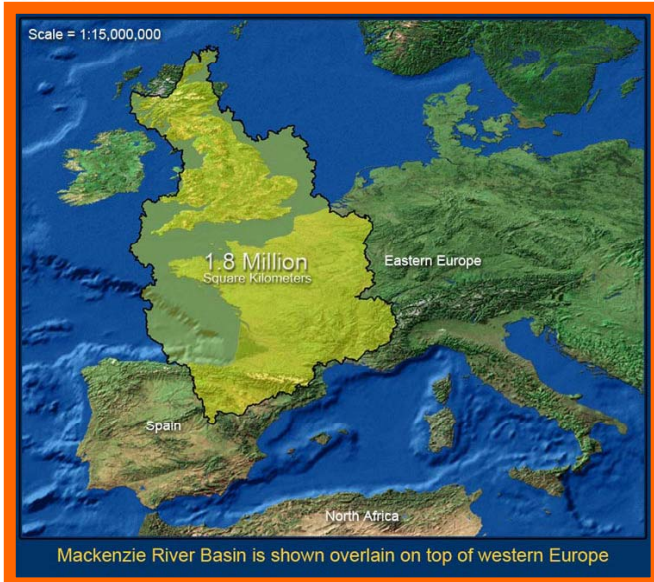 Scale = 1:15,000,000
1.8 Million
Square Kilometers
Eastern Europe
Spain
North Africa
Mackenzie River Basin is shown overlain on top of western Europe